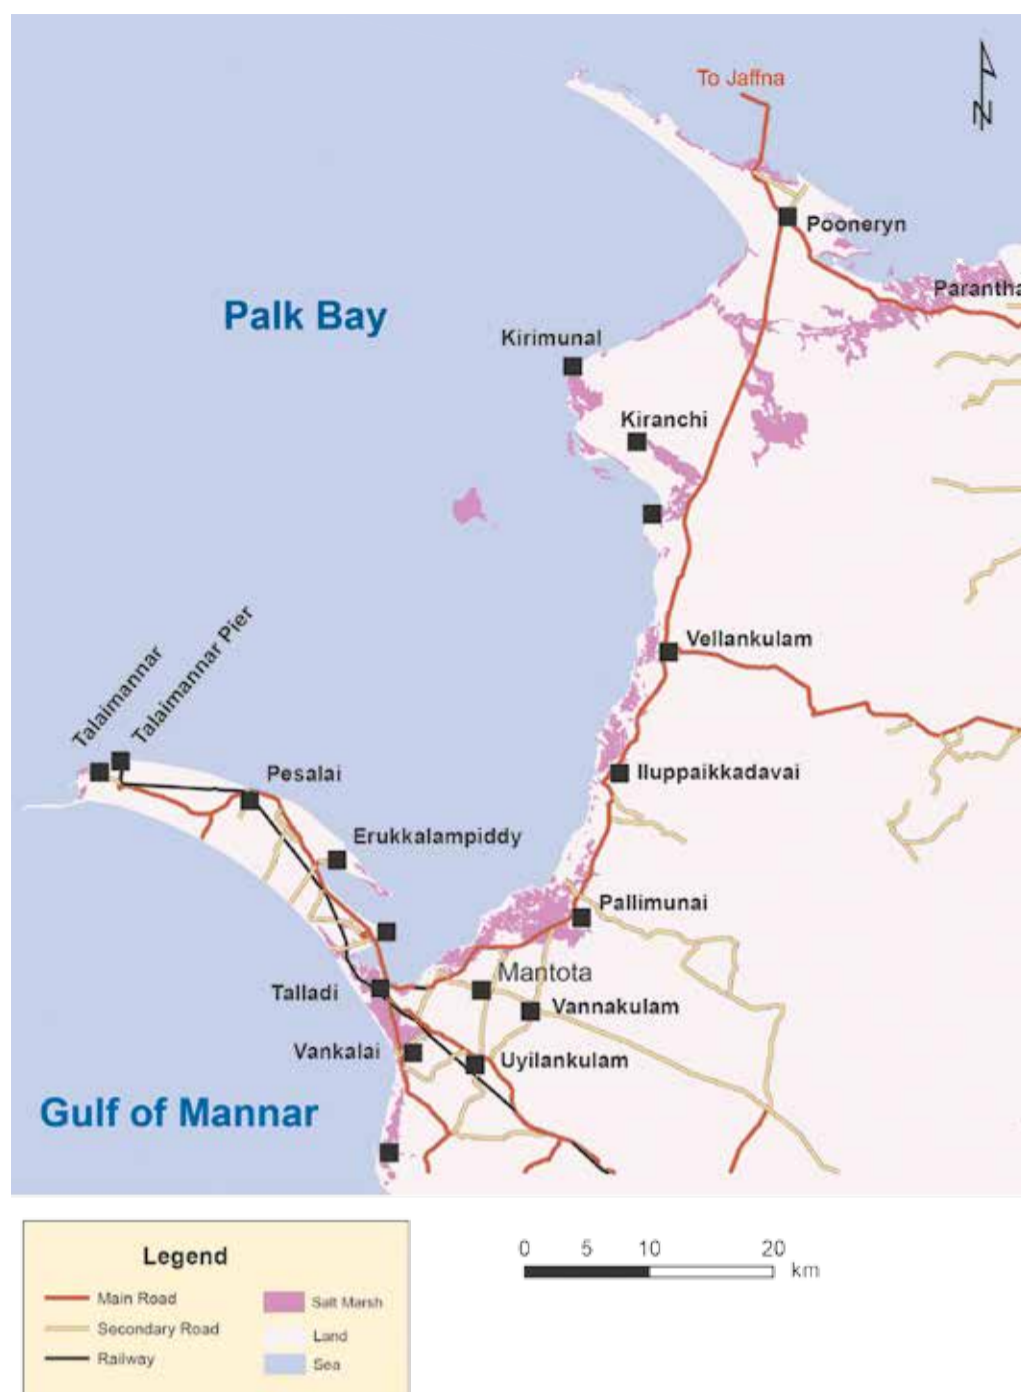 To Jaffna
N
Pooneryn
Parantha
Palk Bay
Kirimunal
Kiranchi
Vellankulam
Talaimannar
Talaimannar Pier
Pesalai
Iluppaikkadavai
Erukkalampiddy
Pallimunai
Mantota
Talladi
Vannakulam
Vankalai
Uyilankulam
Gulf of Mannar
Legend
Main Road
Secondary Road
Railway
Salt Marsh
Land
Sea
0 5 10 20
km